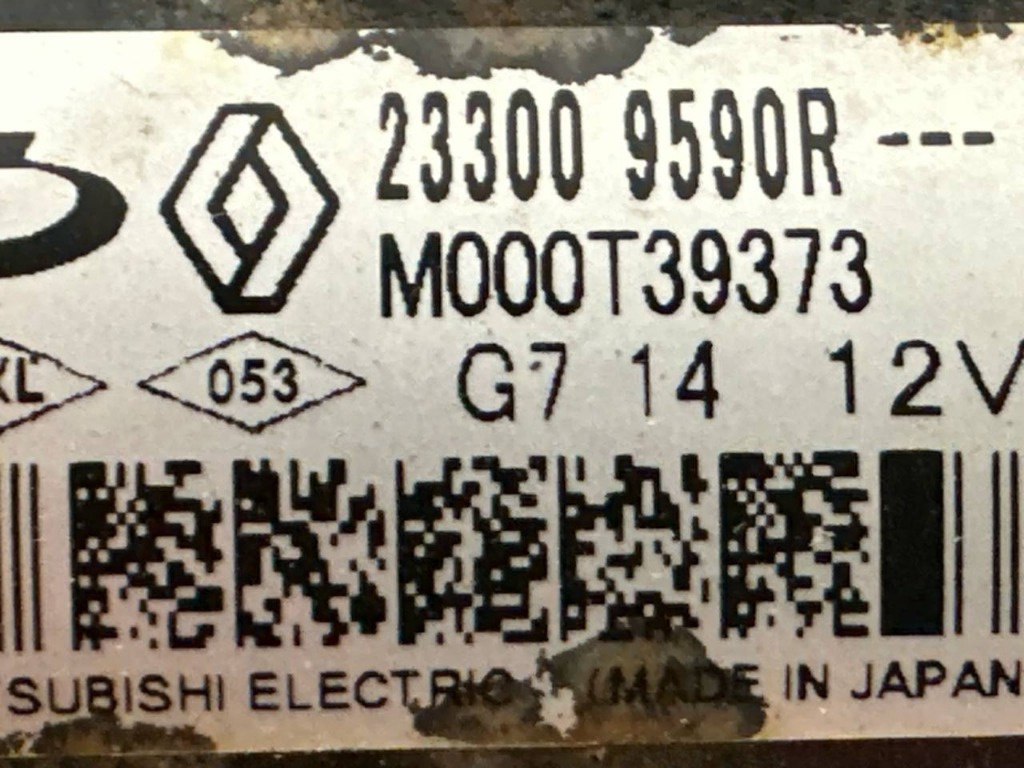 23300 9590R ---
M000T39373
XL 053 G7 14 12V
SUBISHI ELECTRIC (MADE IN JAPAN